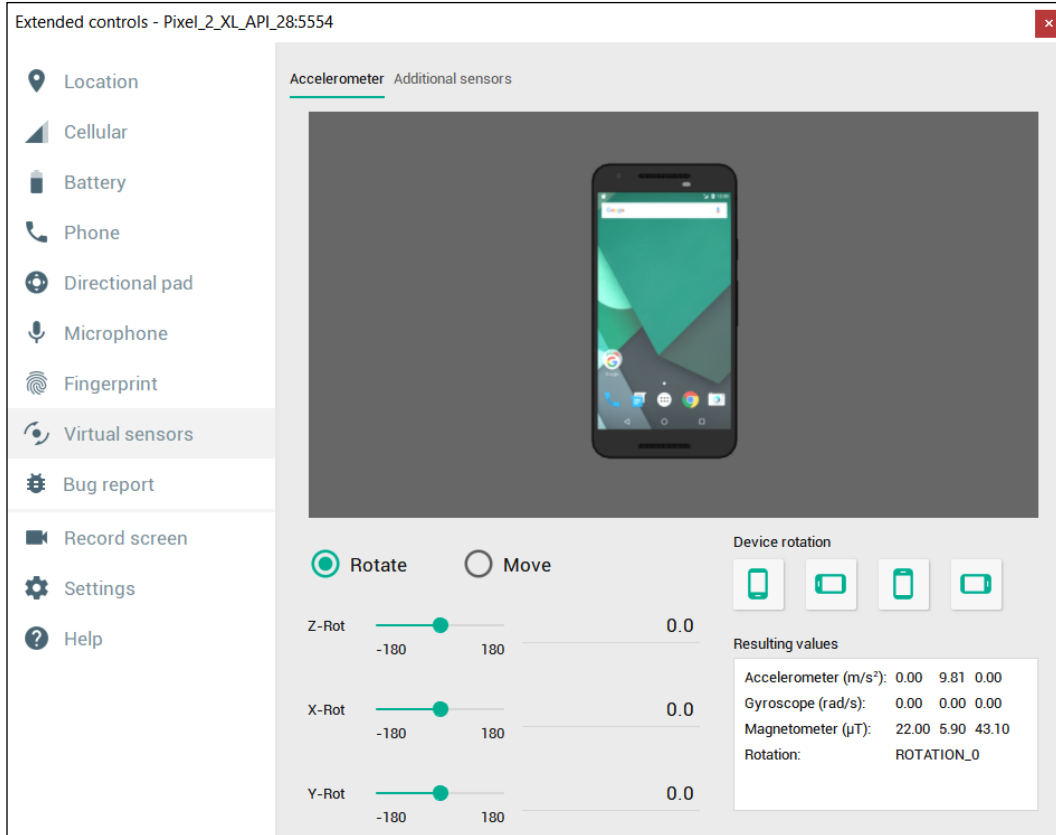 Extended controls - Pixel_2_XL_API_28:5554
Location
Cellular
Battery
Phone
Directional pad
Microphone
Fingerprint
Virtual sensors
Bug report
Record screen
Settings
Help
Accelerometer Additional sensors
Google
Rotate Move
Z-Rot 0.0
-180 180
X-Rot 0.0
-180 180
Y-Rot 0.0
-180 180
Device rotation
Resulting values
Accelerometer (m/s²): 0.00 9.81 0.00
Gyroscope (rad/s): 0.00 0.00 0.00
Magnetometer (μT): 22.00 5.90 43.10
Rotation: ROTATION_0